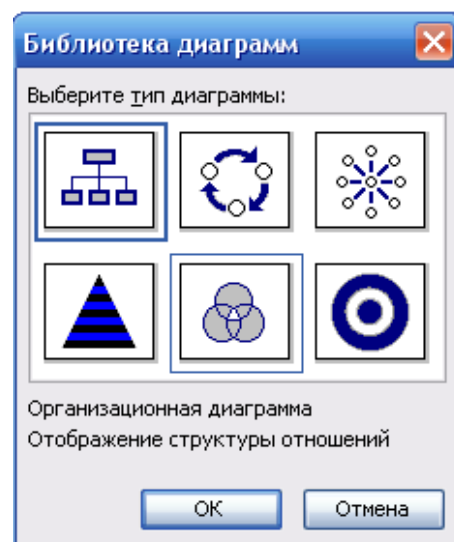 Библиотека диаграмм
Выберите тип диаграммы:
Организационная диаграмма
Отображение структуры отношений
ОК
Отмена